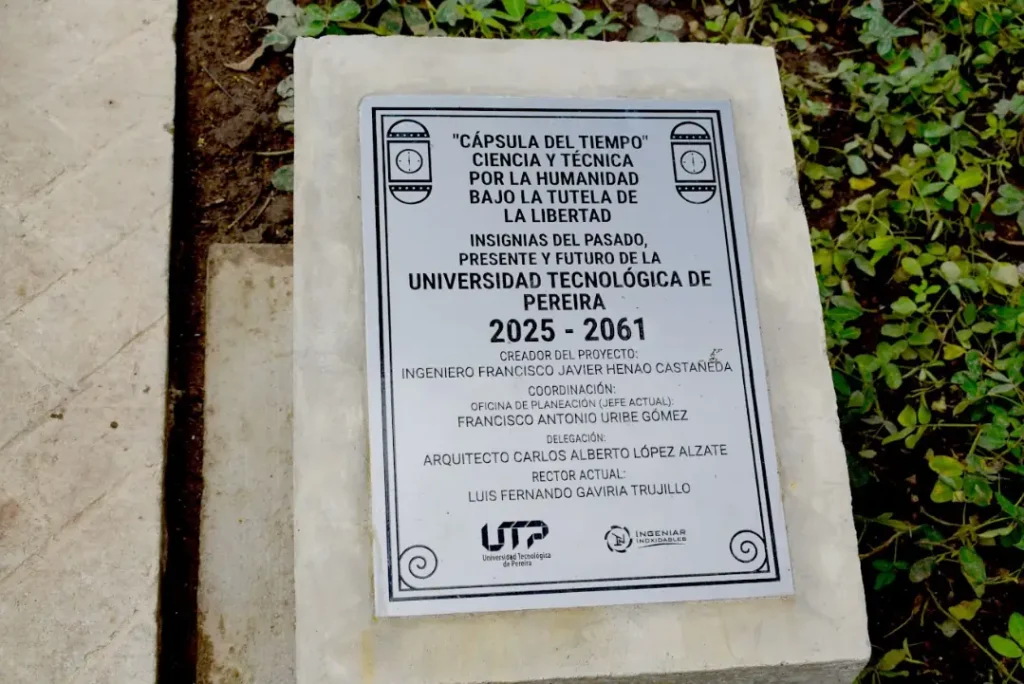 "CÁPSULA DEL TIEMPO"
CIENCIA Y TÉCNICA
POR LA HUMANIDAD
BAJO LA TUTELA DE
LA LIBERTAD
INSIGNIAS DEL PASADO,
PRESENTE Y FUTURO DE LA
UNIVERSIDAD TECNOLÓGICA DE
PEREIRA
2025 - 2061
CREADOR DEL PROYECTO:
INGENIERO FRANCISCO JAVIER HENAO CASTAÑEDA
COORDINACIÓN:
OFICINA DE PLANEACIÓN (JEFE ACTUAL):
FRANCISCO ANTONIO URIBE GÓMEZ
DELEGACIÓN:
ARQUITECTO CARLOS ALBERTO LÓPEZ ALZATE
RECTOR ACTUAL:
LUIS FERNANDO GAVIRIA TRUJILLO
UTP
Universidad Tecnológica
de Pereira
INGENIAR
INOXIDABLES